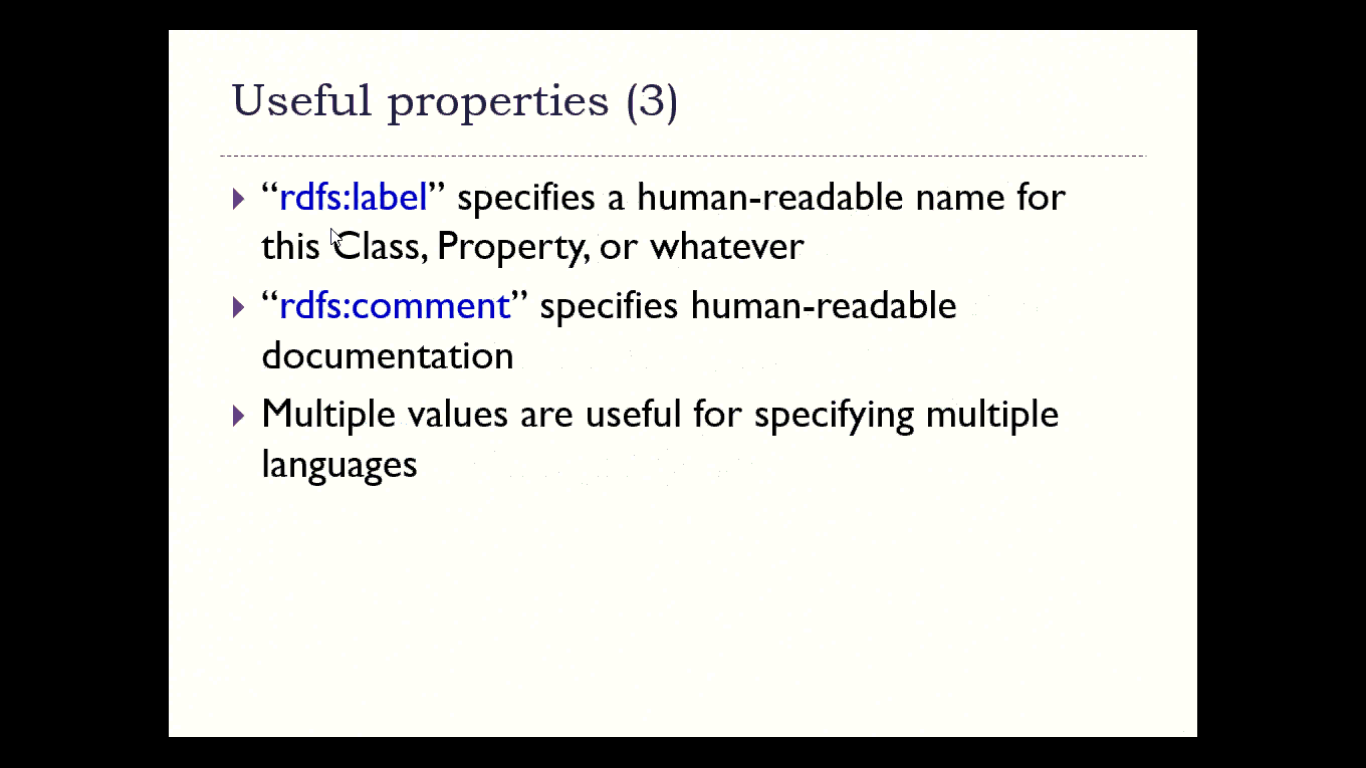 Useful properties (3)
“rdfs:label” specifies a human-readable name for
this Class, Property, or whatever
“rdfs:comment” specifies human-readable
documentation
Multiple values are useful for specifying multiple
languages